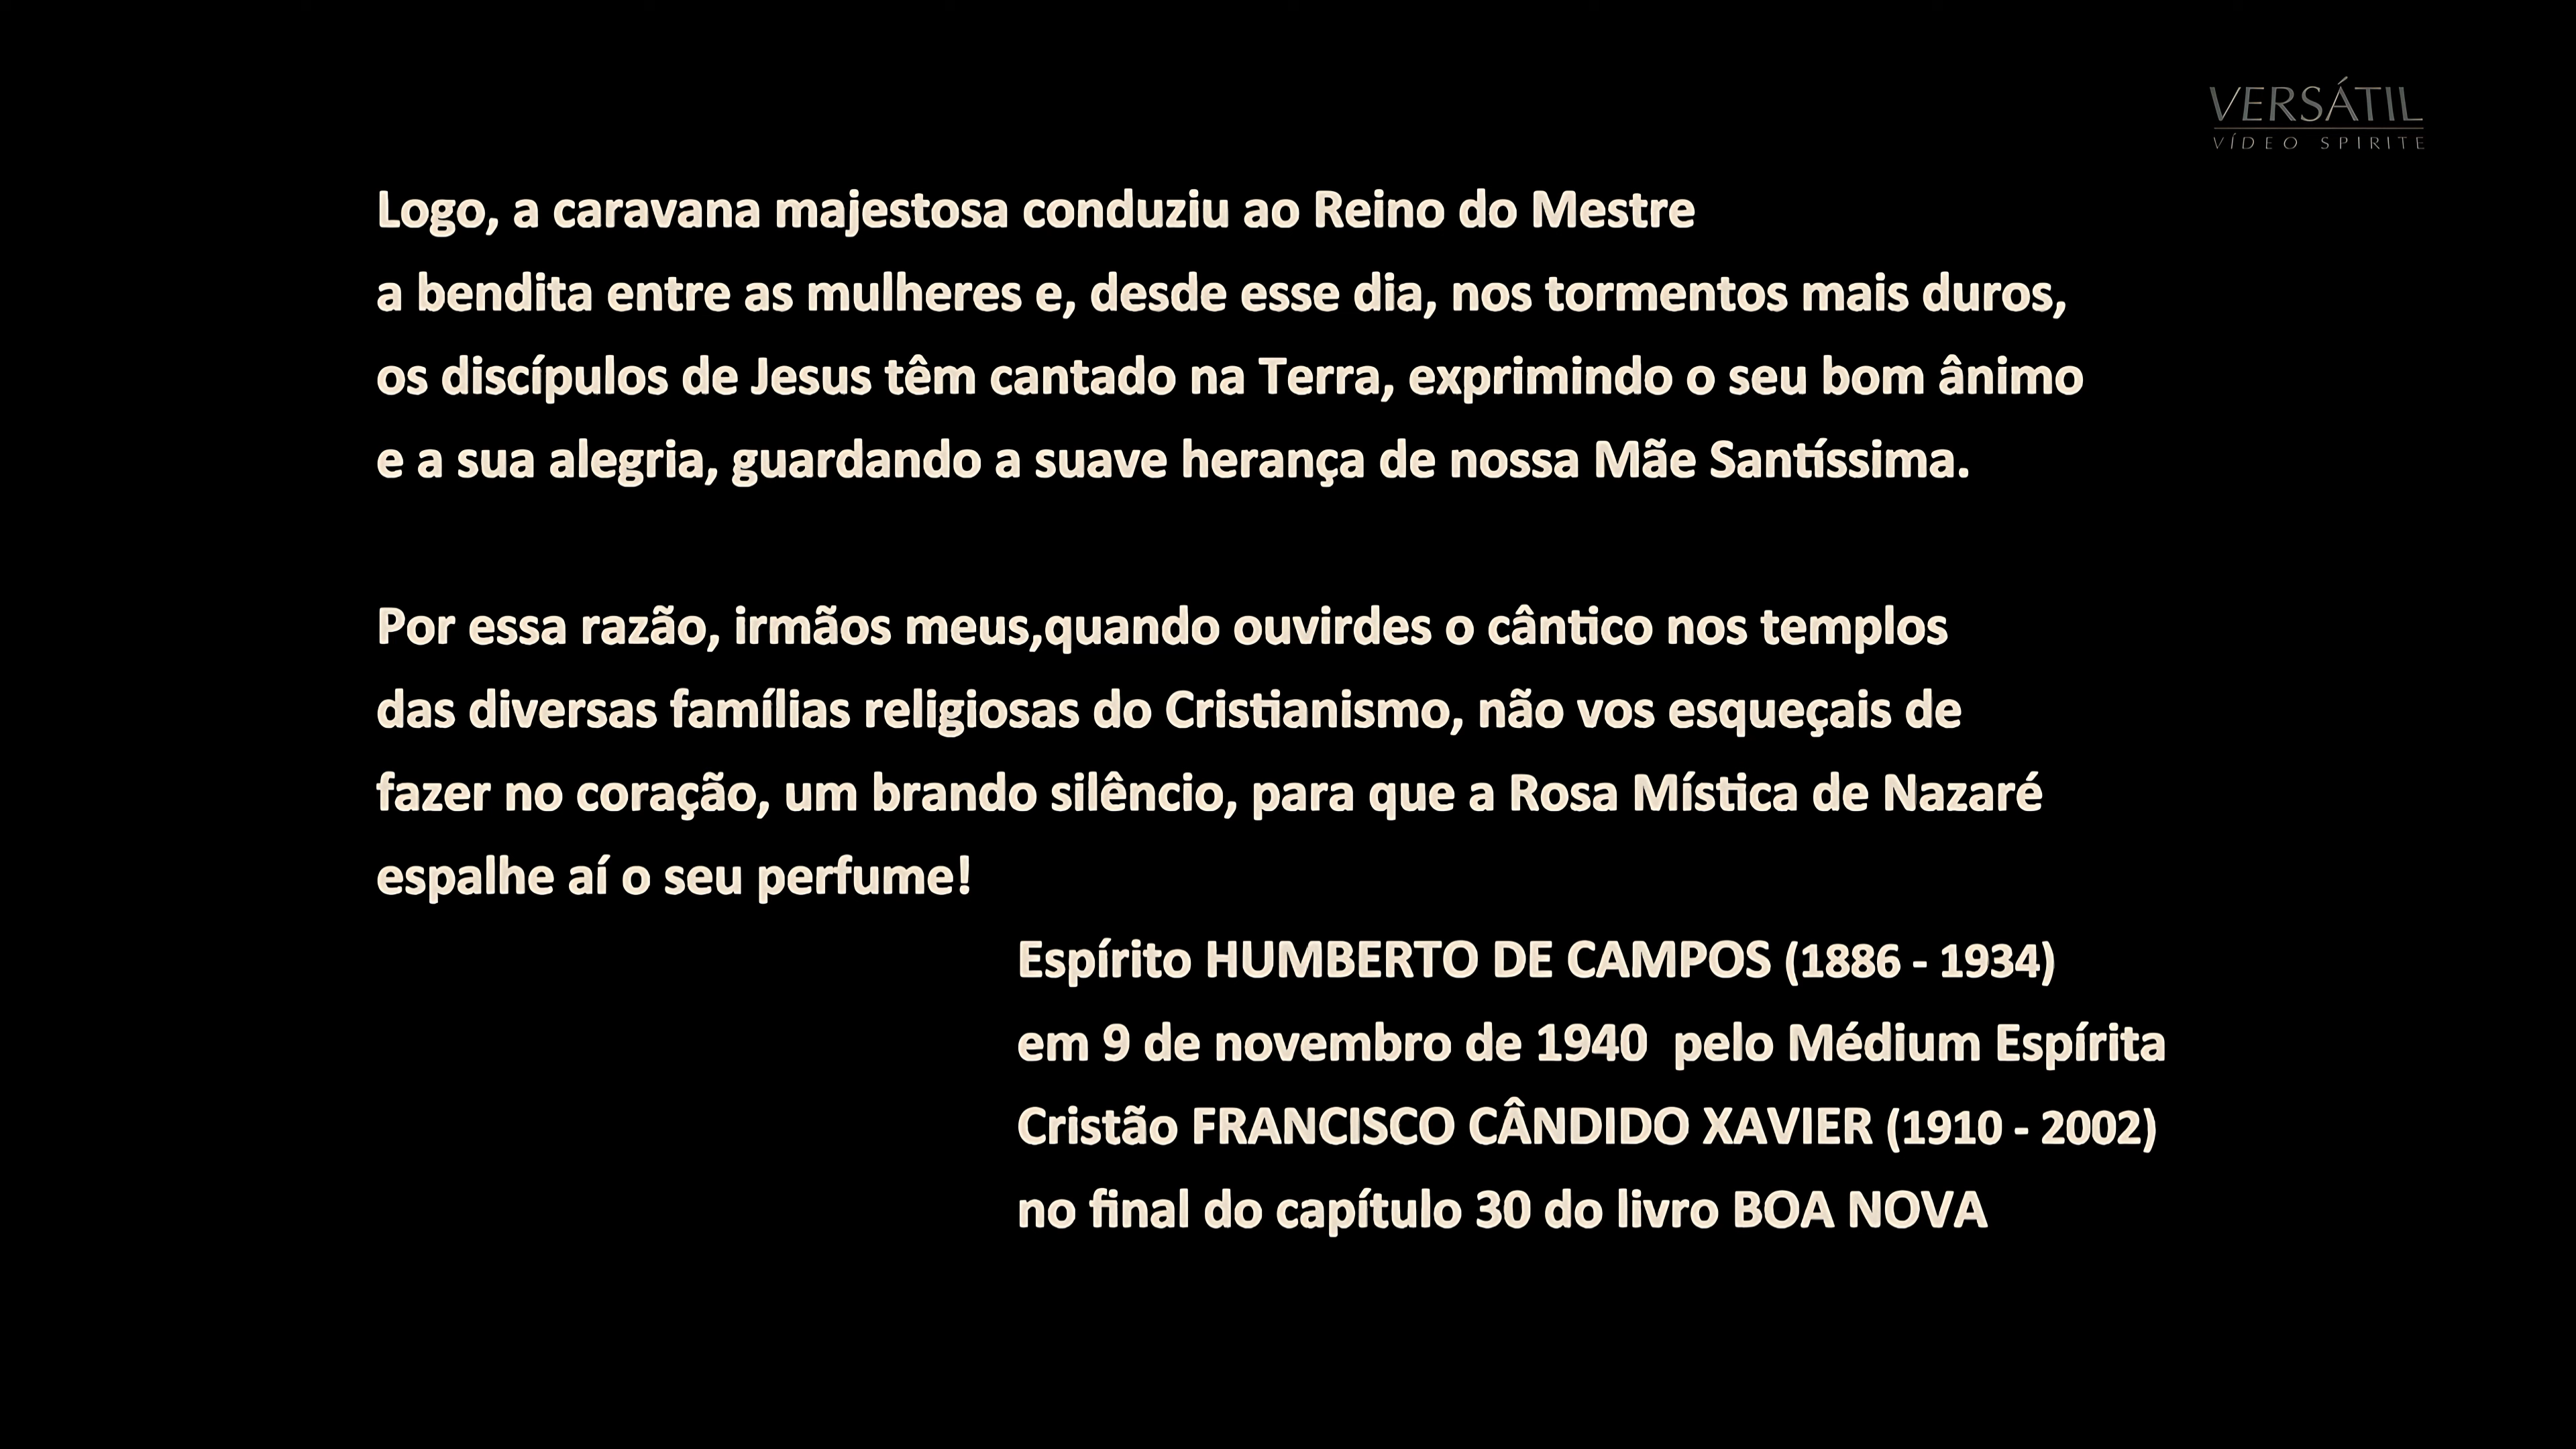 VERSÁTIL
VÍDEO SPIRITE
Logo, a caravana majestosa conduziu ao Reino do Mestre
a bendita entre as mulheres e, desde esse dia, nos tormentos mais duros,
os discípulos de Jesus têm cantado na Terra, exprimindo o seu bom ânimo
e a sua alegria, guardando a suave herança de nossa Mãe Santíssima.
Por essa razão, irmãos meus,quando ouvirdes o cântico nos templos
das diversas famílias religiosas do Cristianismo, não vos esqueçais de
fazer no coração, um brando silêncio, para que a Rosa Mística de Nazaré
espalhe aí o seu perfume!
Espírito HUMBERTO DE CAMPOS (1886 - 1934)
em 9 de novembro de 1940  pelo Médium Espírita
Cristão FRANCISCO CÂNDIDO XAVIER (1910 - 2002)
no final do capítulo 30 do livro BOA NOVA